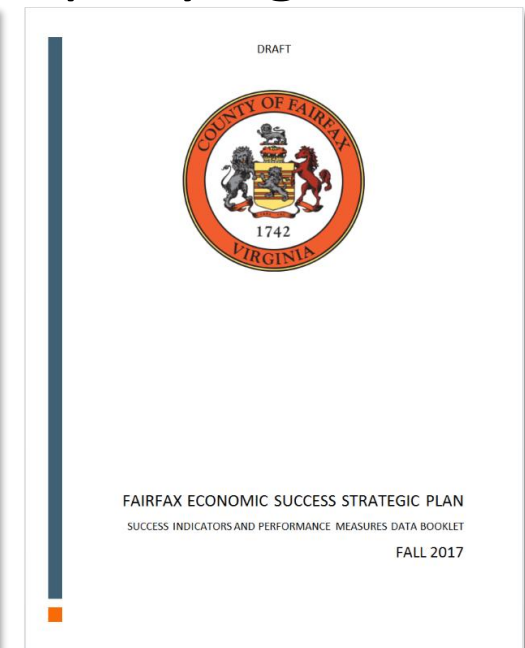 DRAFT
COUNTY OF FAIRFAX
1742
VIRGINIA
FAIRFAX ECONOMIC SUCCESS STRATEGIC PLAN
SUCCESS INDICATORS AND PERFORMANCE MEASURES DATA BOOKLET
FALL 2017